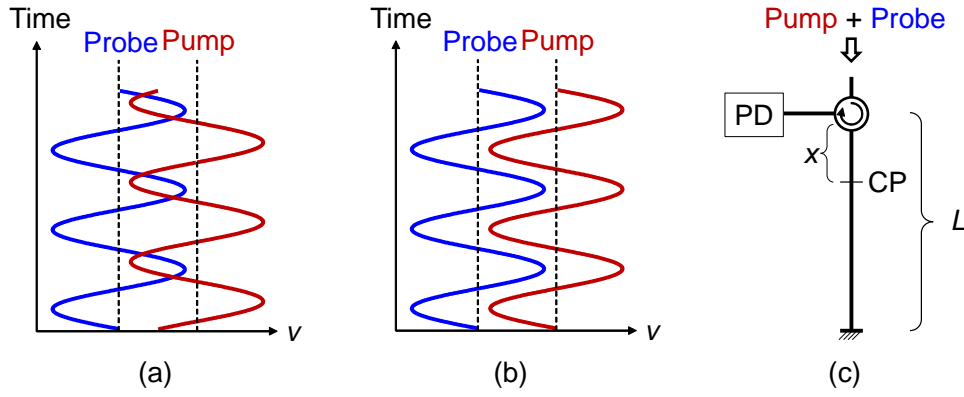 Time
Probe Pump
v
(a)
Time
Probe Pump
v
(b)
Pump + Probe
PD
x
CP
L
(c)